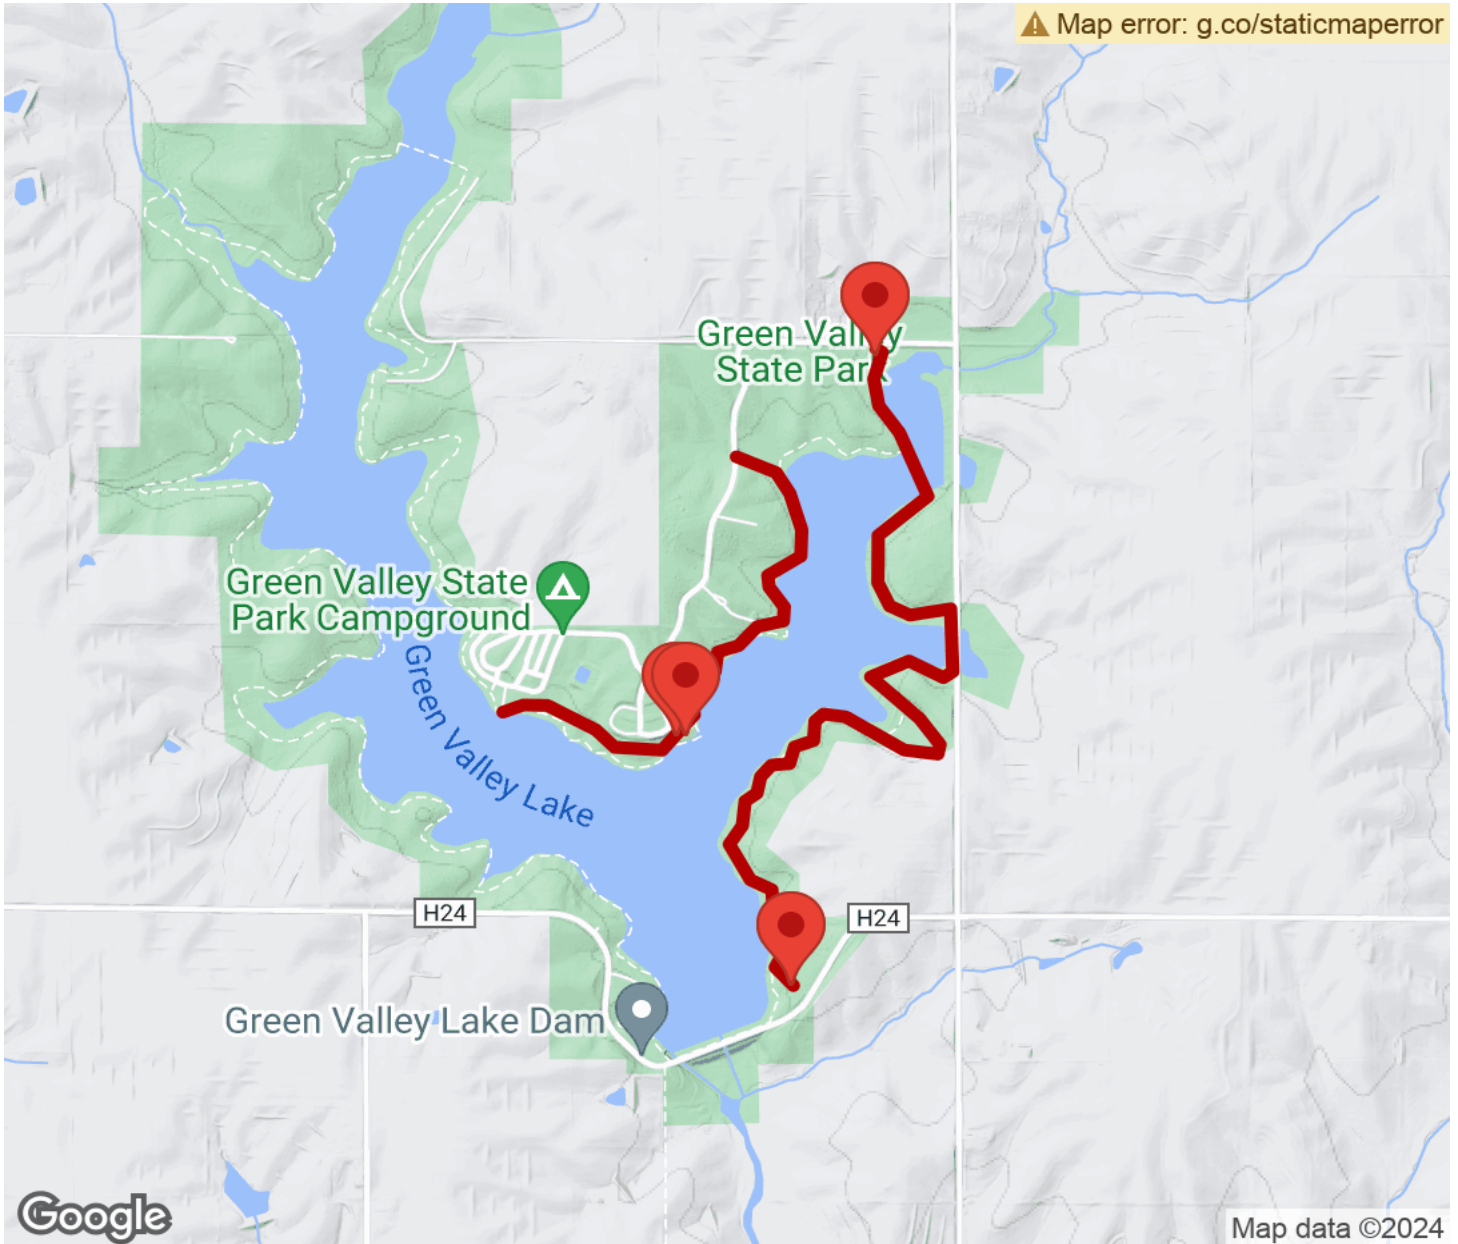 Map error: g.co/staticmaperror
Green Valley
State Park
Green Valley State
Park Campground
Green Valley Lake
H24
H24
Green Valley Lake Dam
Google
Map data ©2024